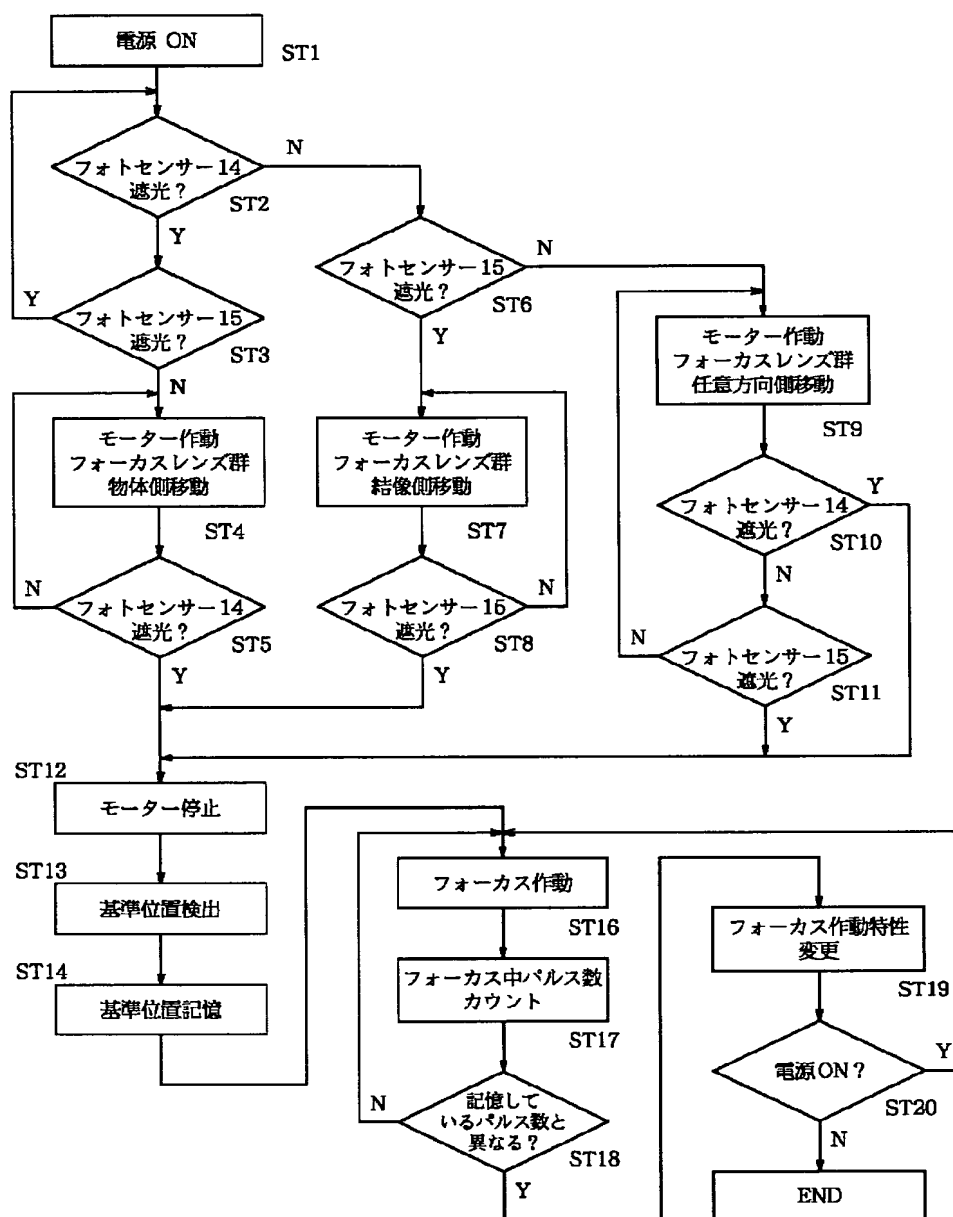 電源 ON
ST1
フォトセンサー14
遮光？
ST2
N
Y
フォトセンサー15
遮光？
ST3
Y
N
モーター作動
フォーカスレンズ群
物体側移動
ST4
フォトセンサー14
遮光？
ST5
N
Y
フォトセンサー15
遮光？
ST6
N
Y
モーター作動
フォーカスレンズ群
結像側移動
ST7
フォトセンサー15
遮光？
ST8
N
Y
モーター作動
フォーカスレンズ群
任意方向側移動
ST9
フォトセンサー14
遮光？
ST10
Y
N
フォトセンサー15
遮光？
ST11
N
Y
ST12
モーター停止
ST13
基準位置検出
ST14
基準位置記憶
フォーカス作動
ST16
フォーカス中パルス数
カウント
ST17
記憶して
いるパルス数と
異なる？
ST18
N
Y
フォーカス作動特性
変更
ST19
電源ON？
ST20
Y
N
END